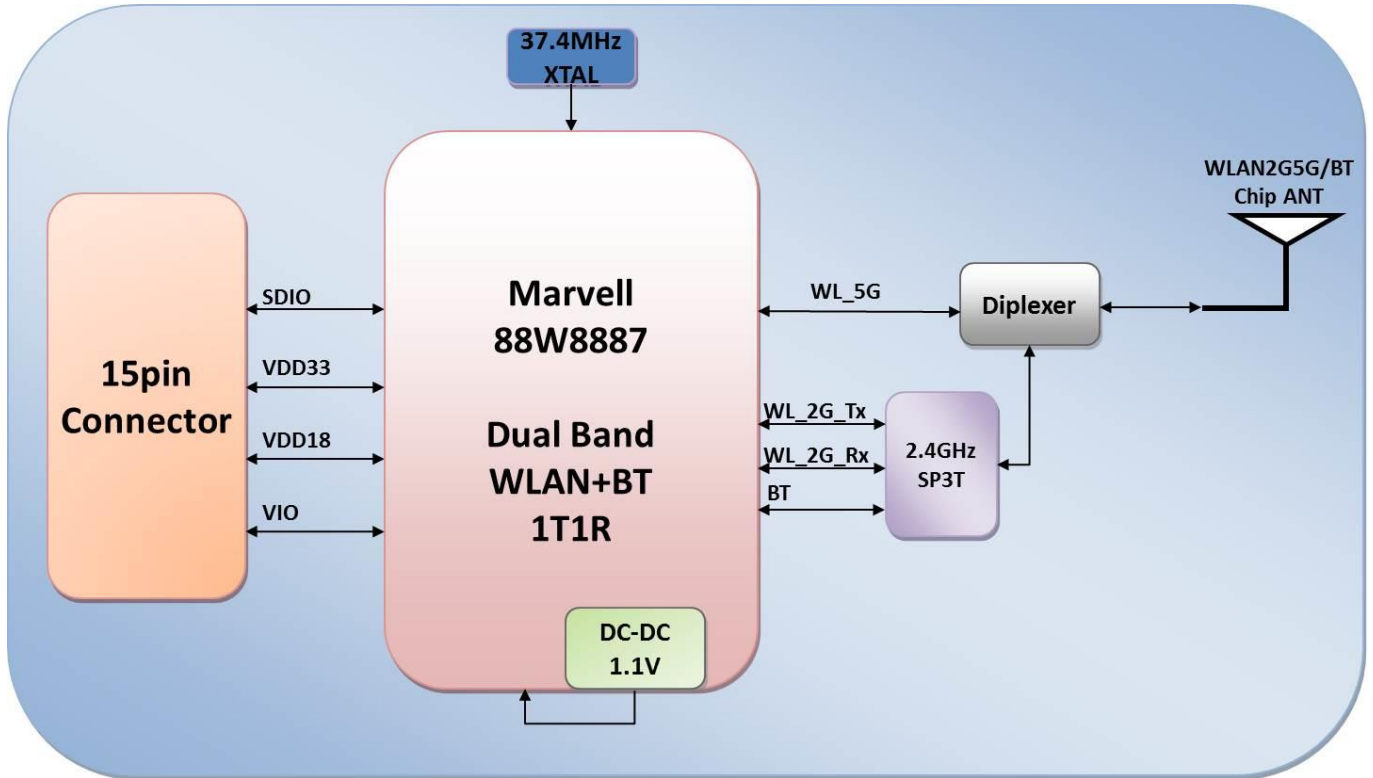 37.4MHz
XTAL
WLAN2G5G/BT
Chip ANT
15pin
Connector
SDIO
VDD33
VDD18
VIO
Marvell
88W8887
Dual Band
WLAN+BT
1T1R
DC-DC
1.1V
WL_5G
Diplexer
WL_2G_Tx
WL_2G_Rx
BT
2.4GHz
SP3T